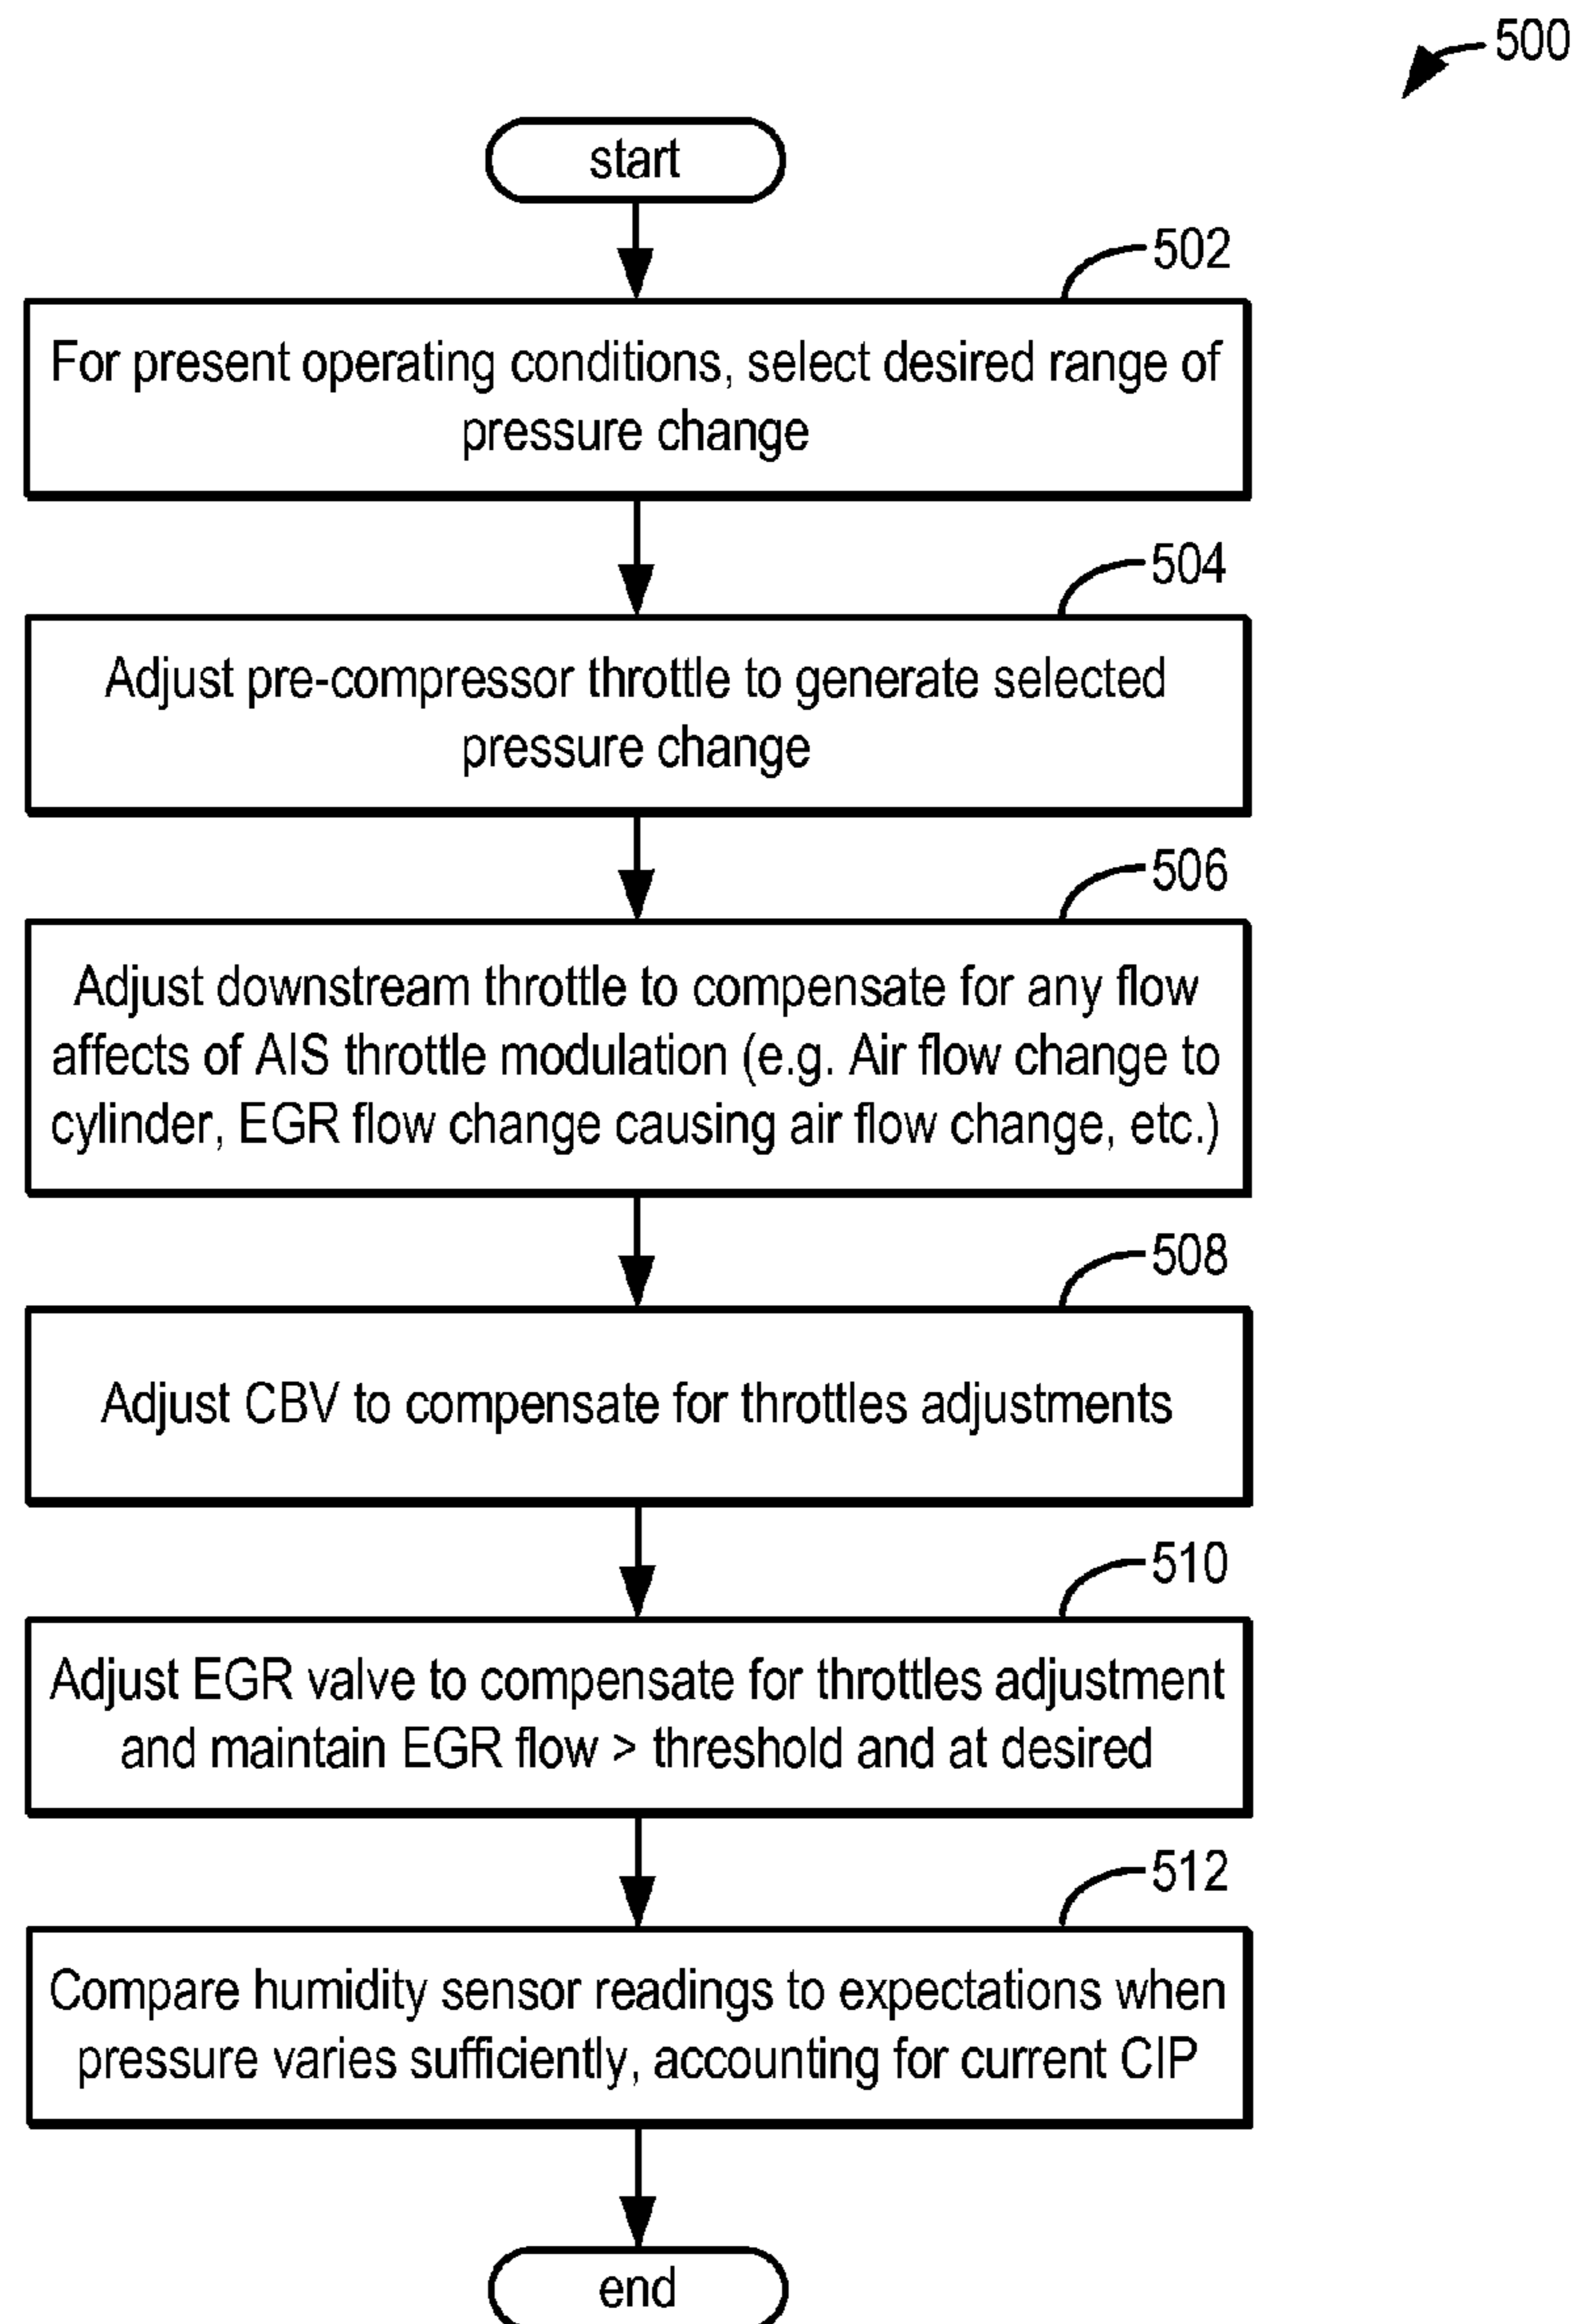 500
start
502
For present operating conditions, select desired range of
pressure change
504
Adjust pre-compressor throttle to generate selected
pressure change
506
Adjust downstream throttle to compensate for any flow
affects of AIS throttle modulation (e.g. Air flow change to
cylinder, EGR flow change causing air flow change, etc.)
508
Adjust CBV to compensate for throttles adjustments
510
Adjust EGR valve to compensate for throttles adjustment
and maintain EGR flow > threshold and at desired
512
Compare humidity sensor readings to expectations when
pressure varies sufficiently, accounting for current CIP
end